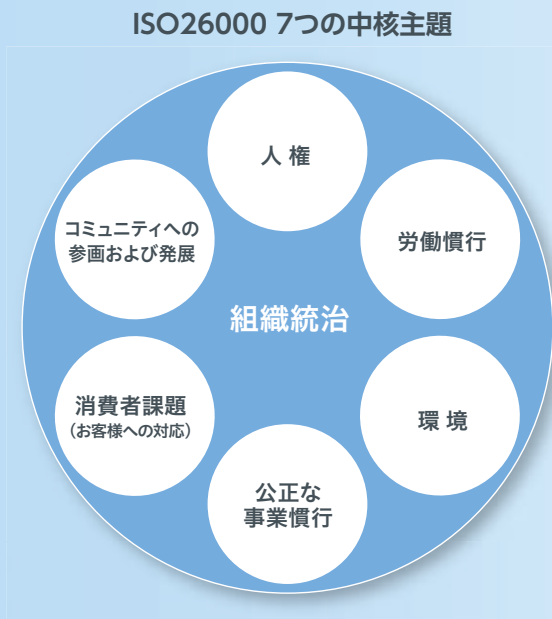 ISO26000 7つの中核主題
人 権
コミュニティへの
参画および発展
労働慣行
組織統治
消費者課題
（お客様への対応）
環 境
公正な
事業慣行